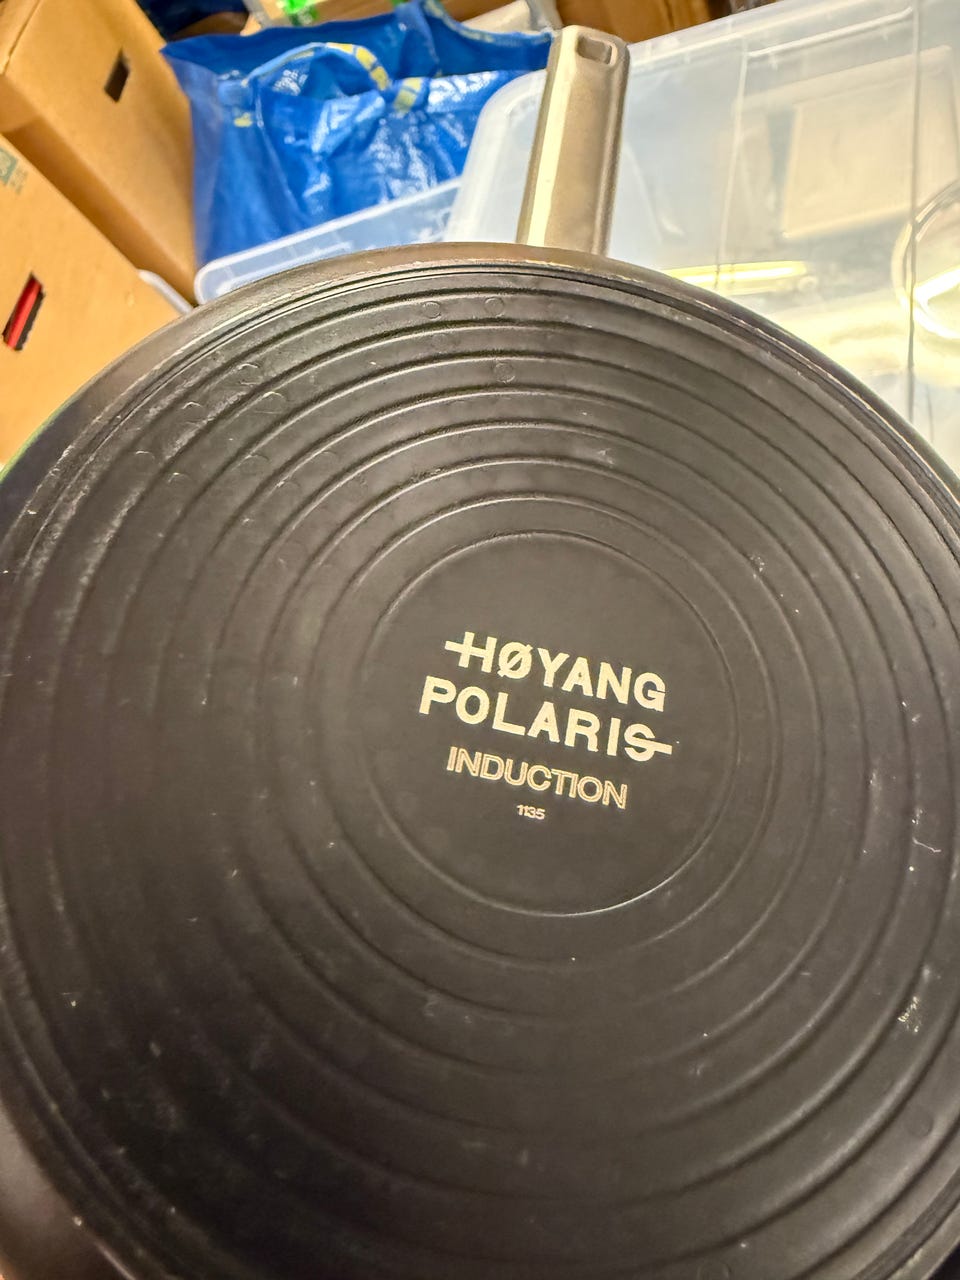 HØYANG
POLARIS
INDUCTION
1135